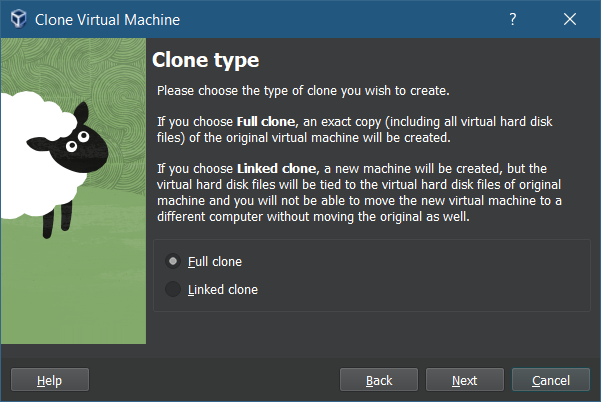 Clone Virtual Machine
?
Clone type
Please choose the type of clone you wish to create.
If you choose Full clone, an exact copy (including all virtual hard disk
files) of the original virtual machine will be created.
If you choose Linked clone, a new machine will be created, but the
virtual hard disk files will be tied to the virtual hard disk files of original
machine and you will not be able to move the new virtual machine to a
different computer without moving the original as well.
Full clone
Linked clone
Help
Back
Next
Cancel